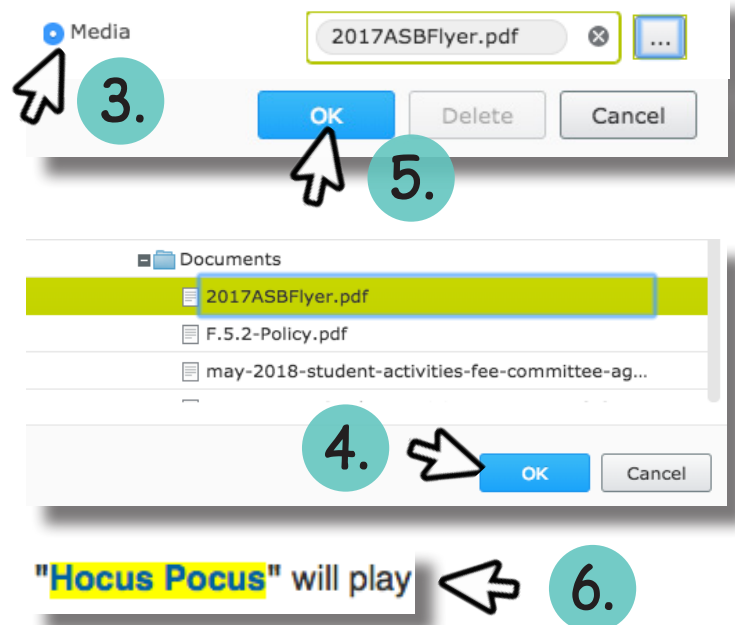 Media 2017ASBFlyer.pdf ...
3.
OK Delete Cancel
5.
Documents
2017ASBFlyer.pdf
F.5.2-Policy.pdf
may-2018-student-activities-fee-committee-ag...
4.
OK Cancel
"Hocus Pocus" will play
6.